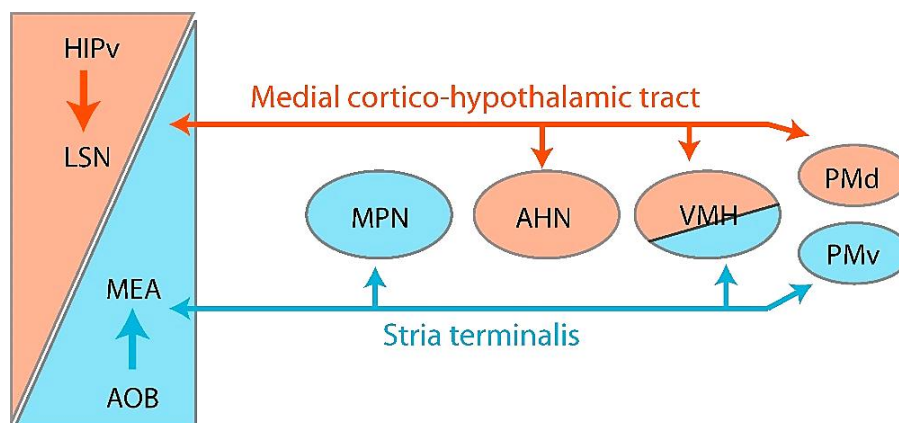 HIPv
LSN
MEA
AOB
Medial cortico-hypothalamic tract
MPN
AHN
VMH
PMd
PMv
Stria terminalis